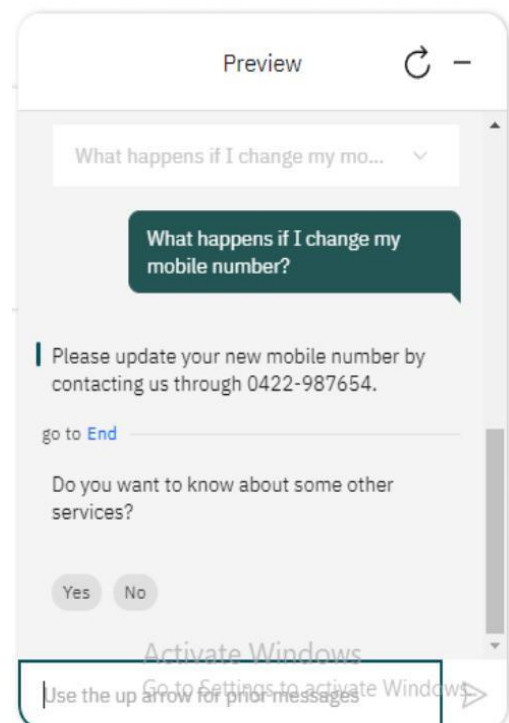 Preview
What happens if I change my mo...
What happens if I change my
mobile number?
Please update your new mobile number by
contacting us through 0422-987654.
go to End
Do you want to know about some other
services?
Yes No
Activate Windows
Use the up arrow for prior messages
Go to Settings to activate Windows.